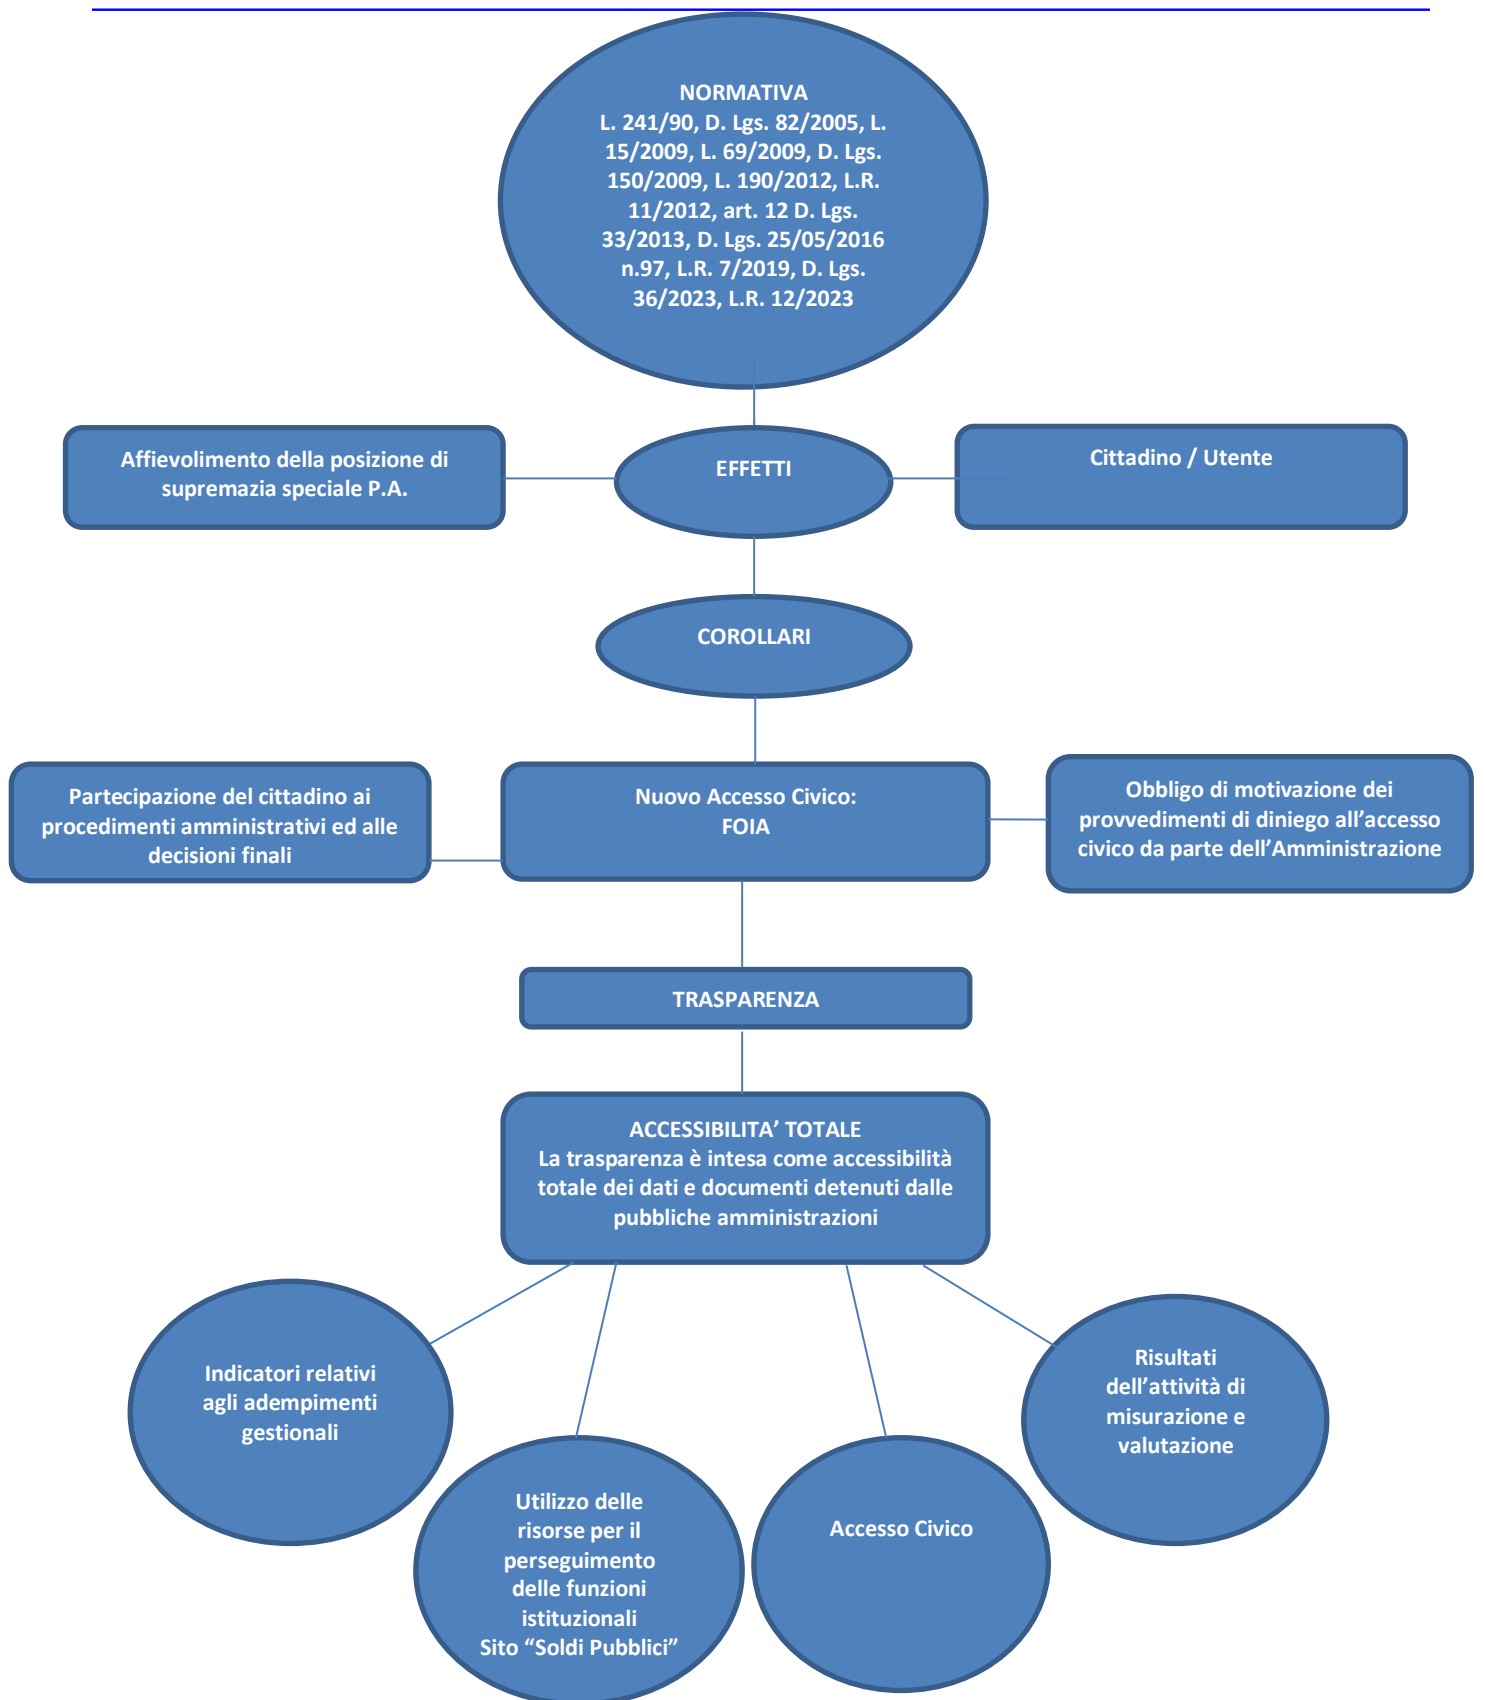 NORMATIVA
L. 241/90, D. Lgs. 82/2005, L.
15/2009, L. 69/2009, D. Lgs.
150/2009, L. 190/2012, L.R.
11/2012, art. 12 D. Lgs.
33/2013, D. Lgs. 25/05/2016
n.97, L.R. 7/2019, D. Lgs.
36/2023, L.R. 12/2023
Affievolimento della posizione di
supremazia speciale P.A.
EFFETTI
Cittadino / Utente
COROLLARI
Partecipazione del cittadino ai
procedimenti amministrativi ed alle
decisioni finali
Nuovo Accesso Civico:
FOIA
Obbligo di motivazione dei
provvedimenti di diniego all’accesso
civico da parte dell’Amministrazione
TRASPARENZA
ACCESSIBILITA’ TOTALE
La trasparenza è intesa come accessibilità
totale dei dati e documenti detenuti dalle
pubbliche amministrazioni
Indicatori relativi
agli adempimenti
gestionali
Utilizzo delle
risorse per il
perseguimento
delle funzioni
istituzionali
Sito “Soldi Pubblici”
Accesso Civico
Risultati
dell’attività di
misurazione e
valutazione